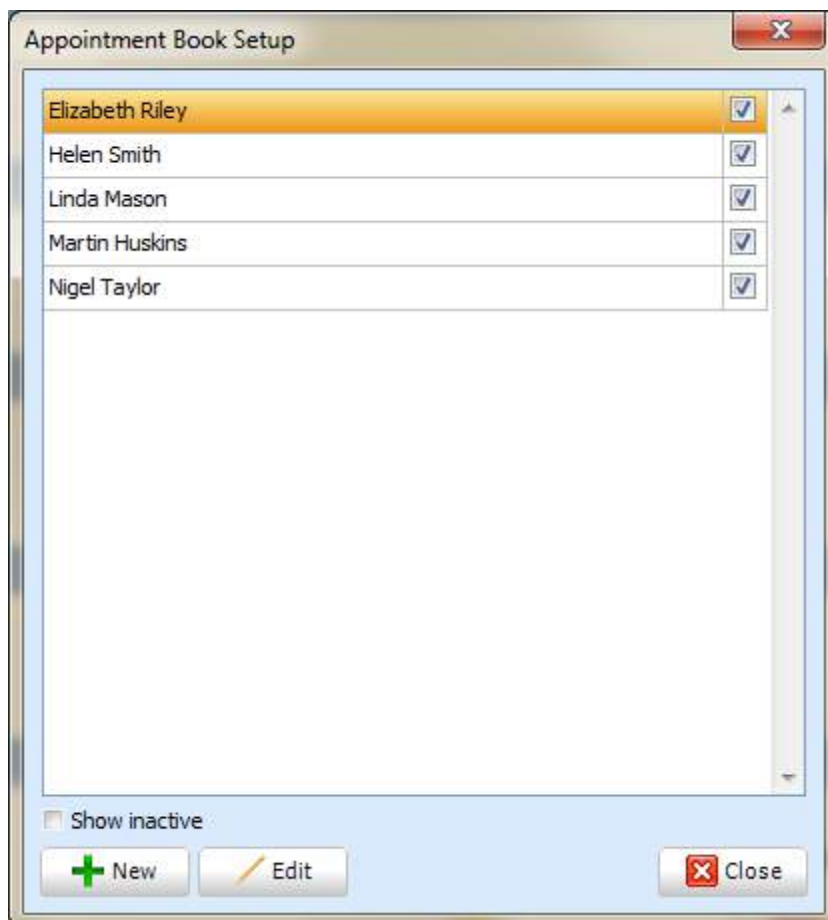 Appointment Book Setup
Elizabeth Riley
Helen Smith
Linda Mason
Martin Huskins
Nigel Taylor
Show inactive
New Edit Close